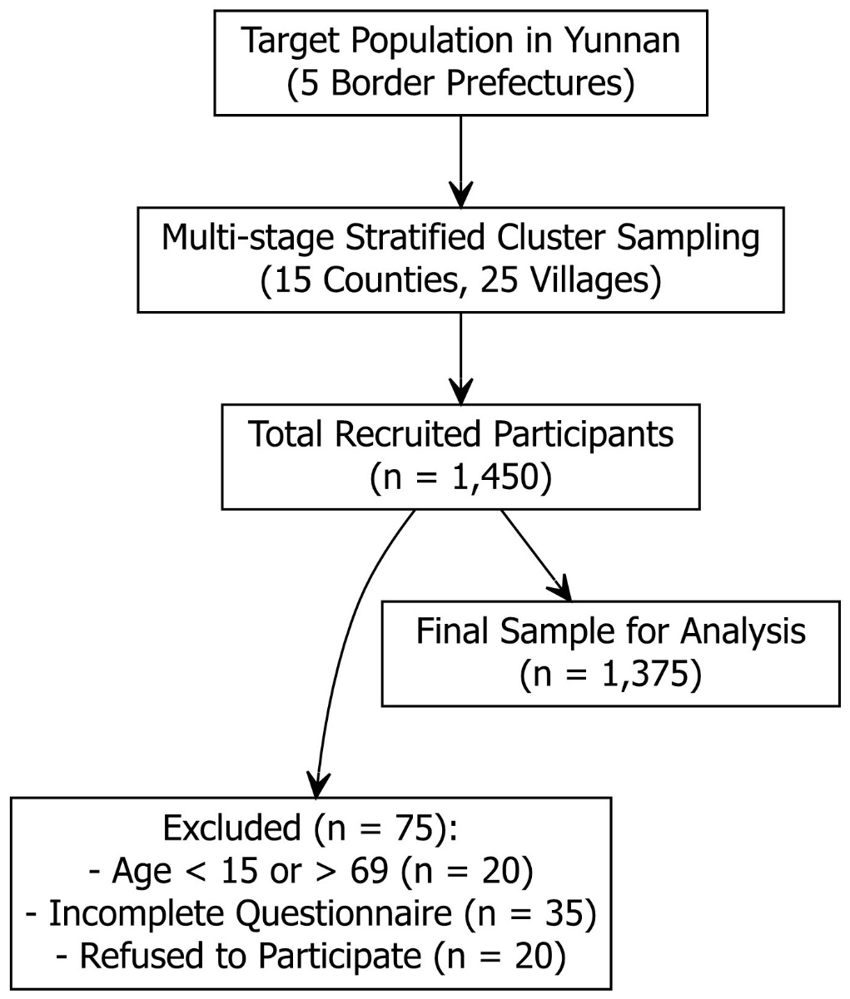 Target Population in Yunnan
(5 Border Prefectures)
Multi-stage Stratified Cluster Sampling
(15 Counties, 25 Villages)
Total Recruited Participants
(n = 1,450)
Final Sample for Analysis
(n = 1,375)
Excluded (n = 75):
- Age < 15 or > 69 (n = 20)
- Incomplete Questionnaire (n = 35)
- Refused to Participate (n = 20)